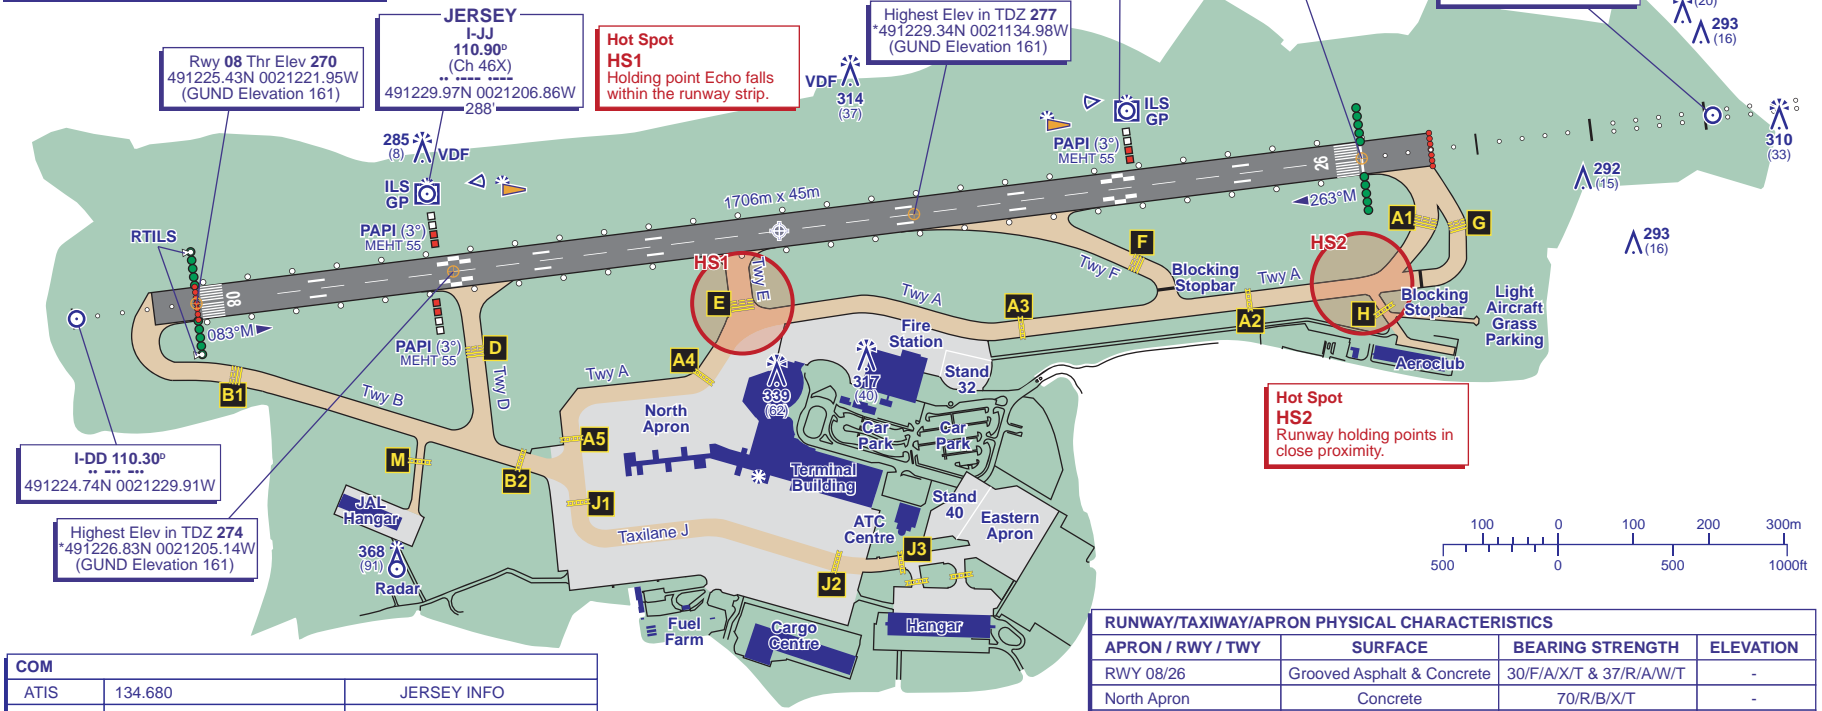 JERSEY
I-JJ
110.90ᴰ
(Ch 46X)
491229.97N 0021206.86W
288'
Rwy 08 Thr Elev 270
491225.43N 0021221.95W
(GUND Elevation 161)
Hot Spot
HS1
Holding point Echo falls
within the runway strip.
Highest Elev in TDZ 277
*491229.34N 0021134.98W
(GUND Elevation 161)
(20)
293
(16)
VDF
314
(37)
285
(8)
VDF
ILS
GP
PAPI (3°)
MEHT 55
ILS
GP
PAPI (3°)
MEHT 55
310
(33)
292
(15)
293
(16)
RTILS
1706m x 45m
26
263°M
08
083°M
PAPI (3°)
MEHT 55
HS1
Twy E
E
HS2
A1
G
F
Twy F
Blocking
Stopbar
Twy A
A2
H
Blocking
Stopbar
Light
Aircraft
Grass
Parking
Aeroclub
Twy A
A3
Fire
Station
Stand
32
317
(40)
339
(62)
A4
Twy A
D
Twy D
B1
Twy B
North
Apron
Car
Park
Car
Park
A5
M
B2
J1
Terminal
Building
Stand
40
Eastern
Apron
ATC
Centre
Taxilane J
J2
J3
JAL
Hangar
368
(91)
Radar
Fuel
Farm
Cargo
Centre
Hangar
I-DD 110.30ᴰ
491224.74N 0021229.91W
Highest Elev in TDZ 274
*491226.83N 0021205.14W
(GUND Elevation 161)
Hot Spot
HS2
Runway holding points in
close proximity.
100 0 100 200 300m
500 0 500 1000ft
COM
ATIS 134.680 JERSEY INFO
RUNWAY/TAXIWAY/APRON PHYSICAL CHARACTERISTICS
APRON / RWY / TWY SURFACE BEARING STRENGTH ELEVATION
RWY 08/26 Grooved Asphalt & Concrete 30/F/A/X/T & 37/R/A/W/T -
North Apron Concrete 70/R/B/X/T -